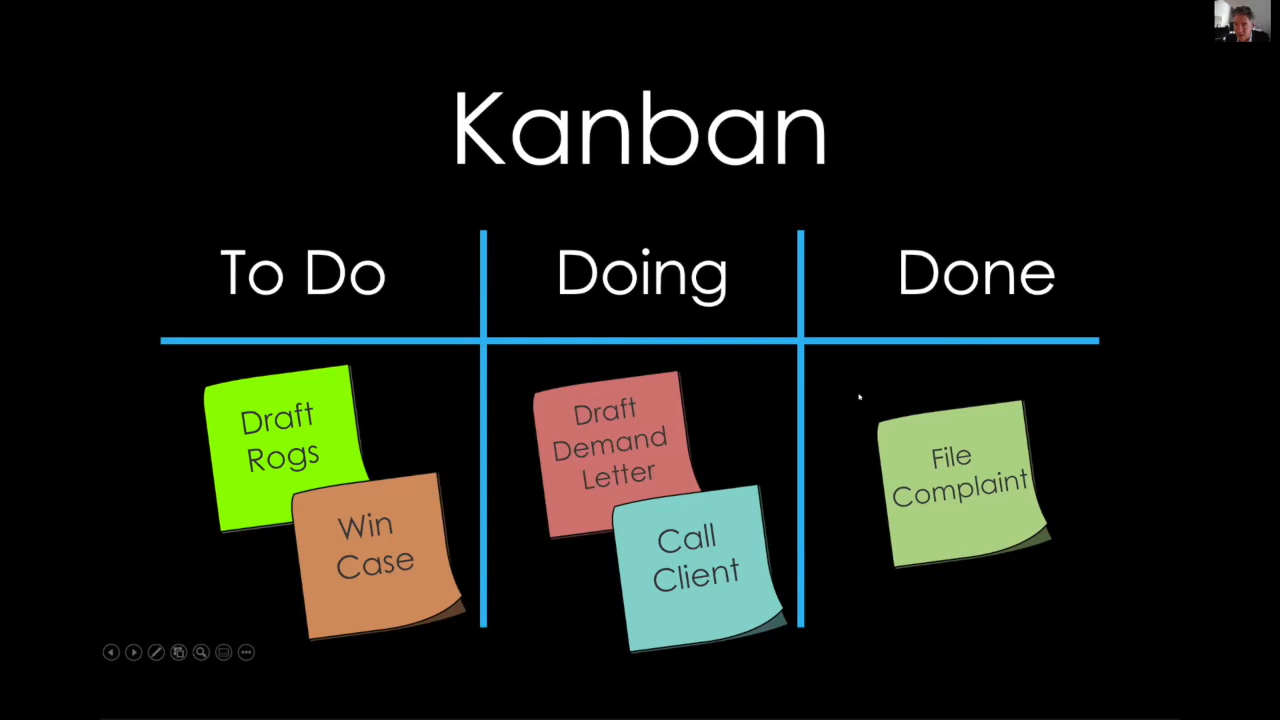 Kanban
To Do
Doing
Done
Draft
Rogs
Win
Case
Draft
Demand
Letter
Call
Client
File
Complaint